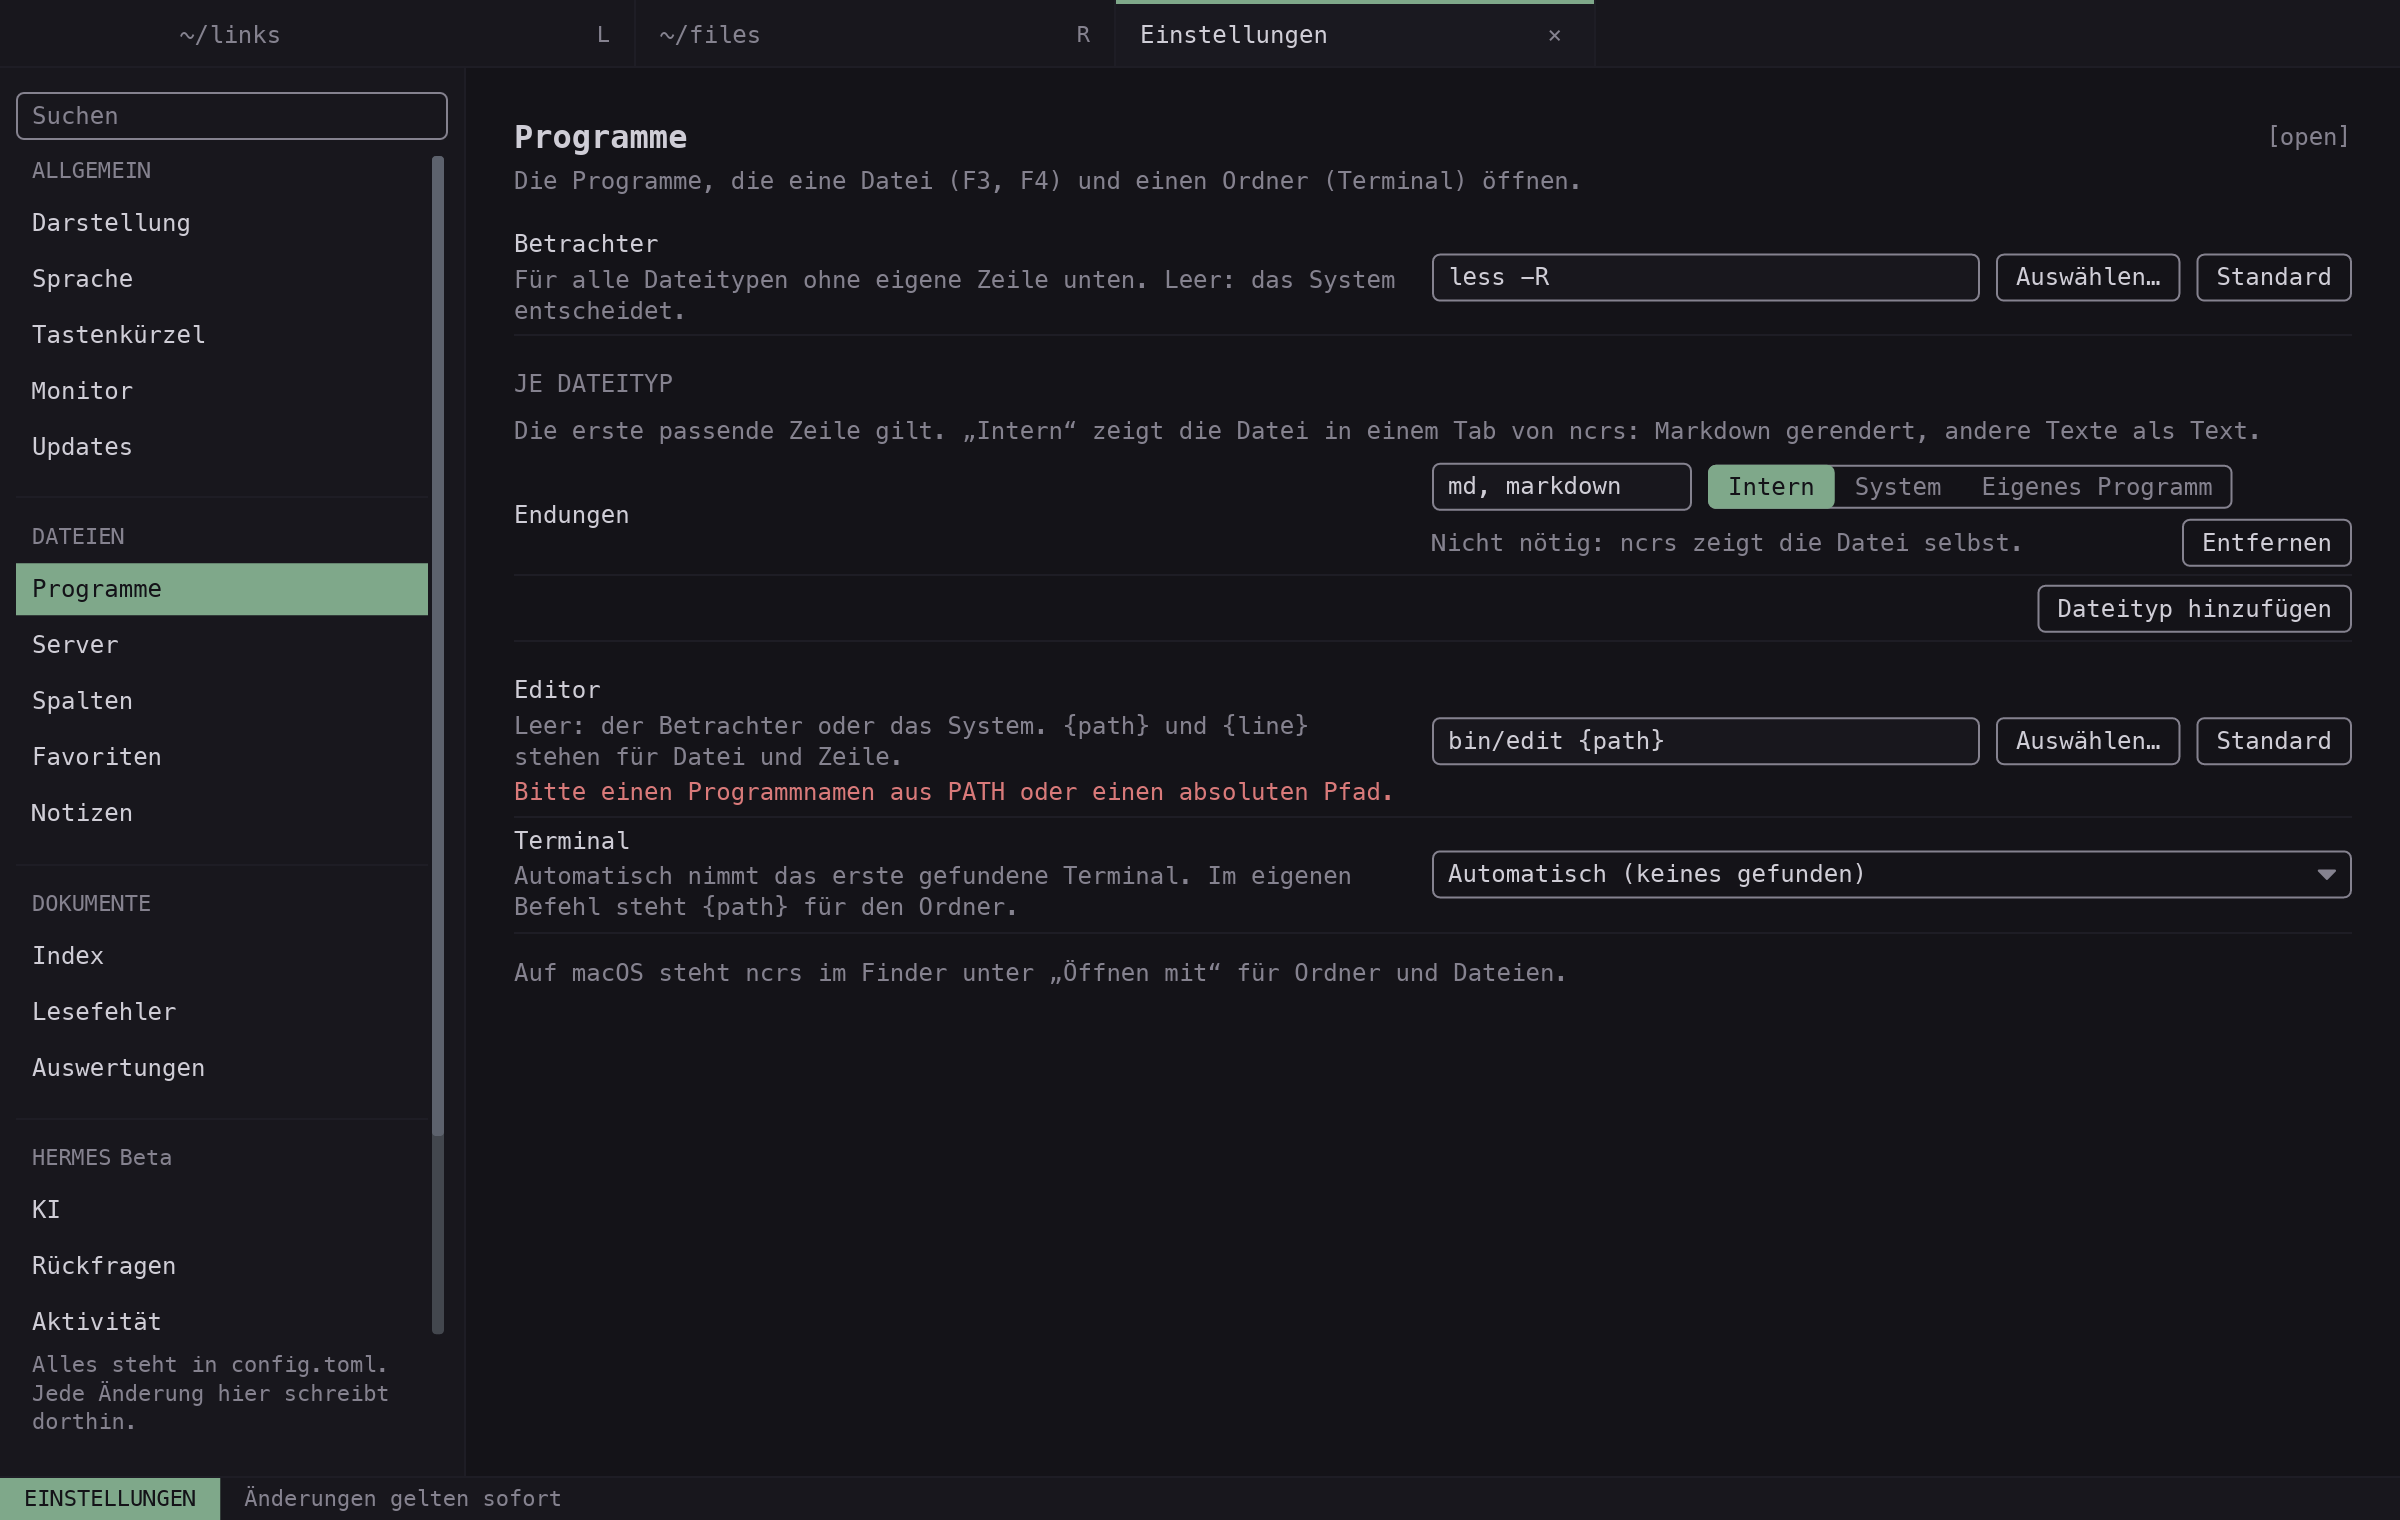 ~/links L ~/files R Einstellungen ×
Suchen
ALLGEMEIN
Darstellung
Sprache
Tastenkürzel
Monitor
Updates
DATEIEN
Programme
Server
Spalten
Favoriten
Notizen
DOKUMENTE
Index
Lesefehler
Auswertungen
HERMES Beta
KI
Rückfragen
Aktivität
Alles steht in config.toml.
Jede Änderung hier schreibt
dorthin.
Programme [open]
Die Programme, die eine Datei (F3, F4) und einen Ordner (Terminal) öffnen.
Betrachter
Für alle Dateitypen ohne eigene Zeile unten. Leer: das System
entscheidet.
less -R Auswählen… Standard
JE DATEITYP
Die erste passende Zeile gilt. „Intern“ zeigt die Datei in einem Tab von ncrs: Markdown gerendert, andere Texte als Text.
Endungen
md, markdown Intern System Eigenes Programm
Nicht nötig: ncrs zeigt die Datei selbst. Entfernen
Dateityp hinzufügen
Editor
Leer: der Betrachter oder das System. {path} und {line}
stehen für Datei und Zeile.
Bitte einen Programmnamen aus PATH oder einen absoluten Pfad.
bin/edit {path} Auswählen… Standard
Terminal
Automatisch nimmt das erste gefundene Terminal. Im eigenen
Befehl steht {path} für den Ordner.
Automatisch (keines gefunden)
Auf macOS steht ncrs im Finder unter „Öffnen mit“ für Ordner und Dateien.
EINSTELLUNGEN Änderungen gelten sofort